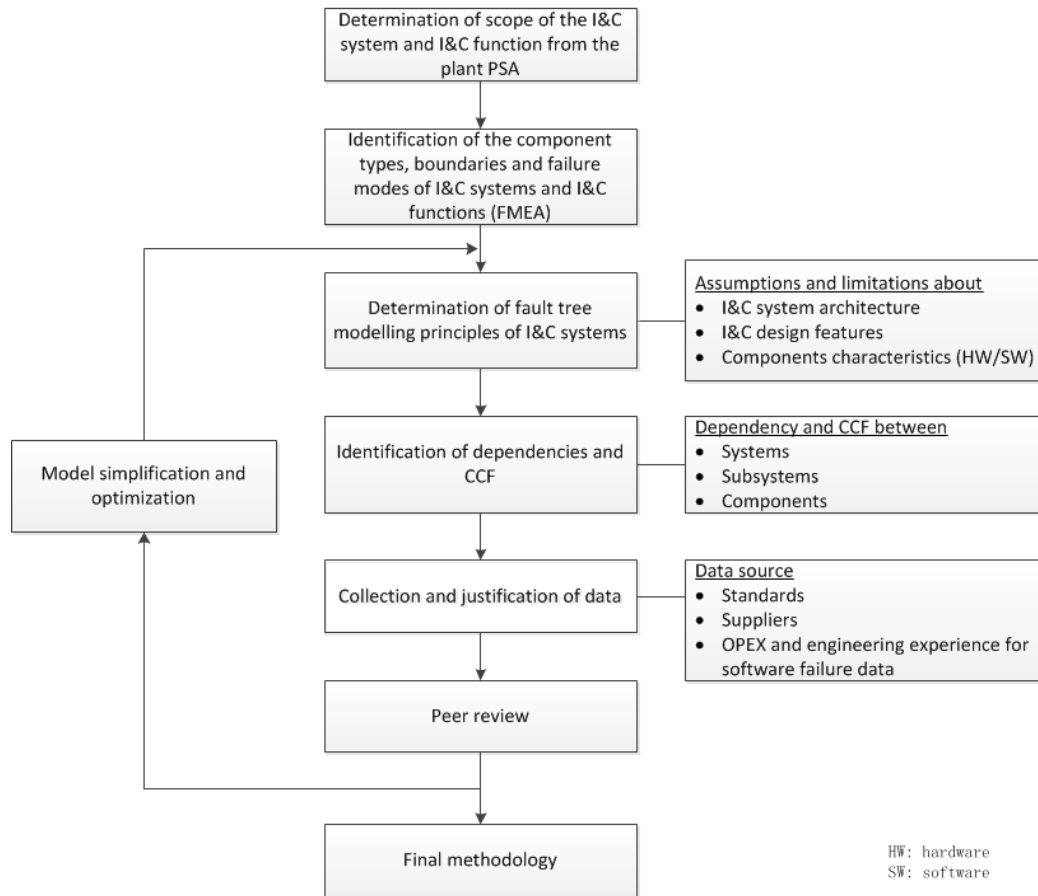 Determination of scope of the I&C
system and I&C function from the
plant PSA
Identification of the component
types, boundaries and failure
modes of I&C systems and I&C
functions (FMEA)
Determination of fault tree
modelling principles of I&C systems
Assumptions and limitations about
• I&C system architecture
• I&C design features
• Components characteristics (HW/SW)
Model simplification and
optimization
Identification of dependencies and
CCF
Dependency and CCF between
• Systems
• Subsystems
• Components
Collection and justification of data
Data source
• Standards
• Suppliers
• OPEX and engineering experience for
software failure data
Peer review
Final methodology
HW: hardware
SW: software